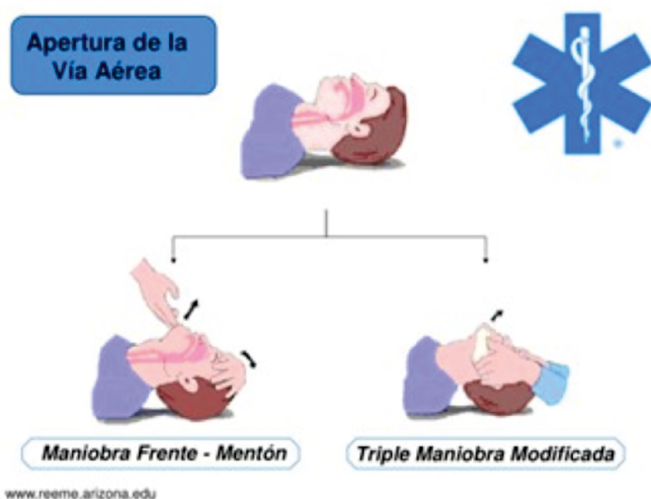 Apertura de la
Vía Aérea
Maniobra Frente - Mentón
Triple Maniobra Modificada
www.reeme.arizona.edu